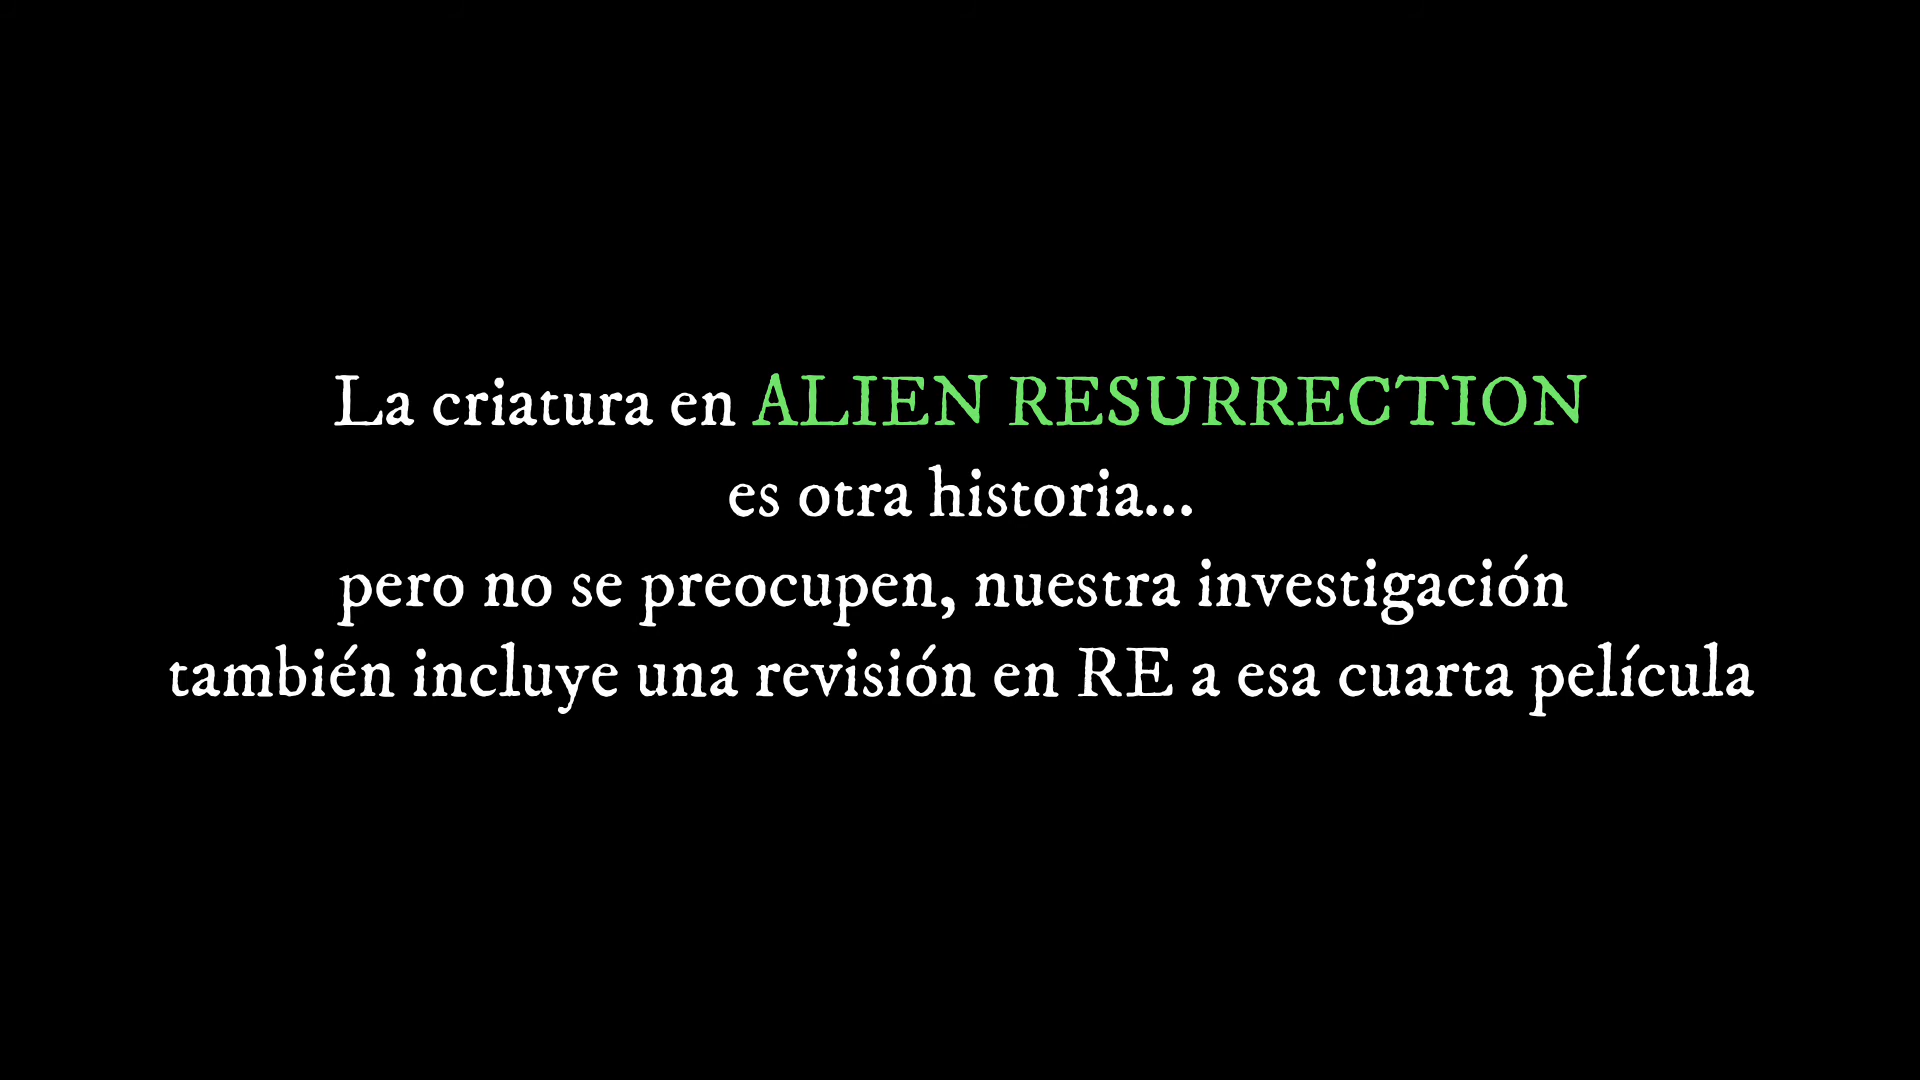 La criatura en ALIEN RESURRECTION
es otra historia...
pero no se preocupen, nuestra investigación
también incluye una revisión en RE a esa cuarta película